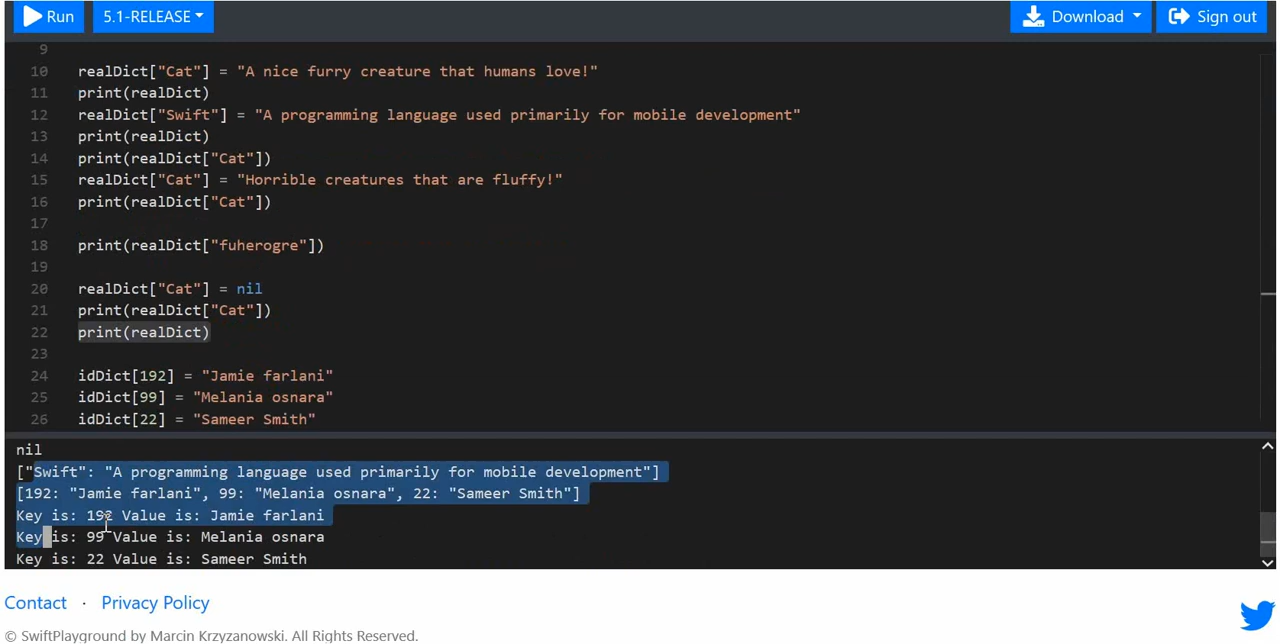 Run 5.1-RELEASE Download Sign out
9
10 realDict["Cat"] = "A nice furry creature that humans love!"
11 print(realDict)
12 realDict["Swift"] = "A programming language used primarily for mobile development"
13 print(realDict)
14 print(realDict["Cat"])
15 realDict["Cat"] = "Horrible creatures that are fluffy!"
16 print(realDict["Cat"])
17
18 print(realDict["fuherogre"])
19
20 realDict["Cat"] = nil
21 print(realDict["Cat"])
22 print(realDict)
23
24 idDict[192] = "Jamie farlani"
25 idDict[99] = "Melania osnara"
26 idDict[22] = "Sameer Smith"
nil
["Swift": "A programming language used primarily for mobile development"]
[192: "Jamie farlani", 99: "Melania osnara", 22: "Sameer Smith"]
Key is: 192 Value is: Jamie farlani
Key is: 99 Value is: Melania osnara
Key is: 22 Value is: Sameer Smith
Contact · Privacy Policy
© SwiftPlayground by Marcin Krzyzanowski. All Rights Reserved.